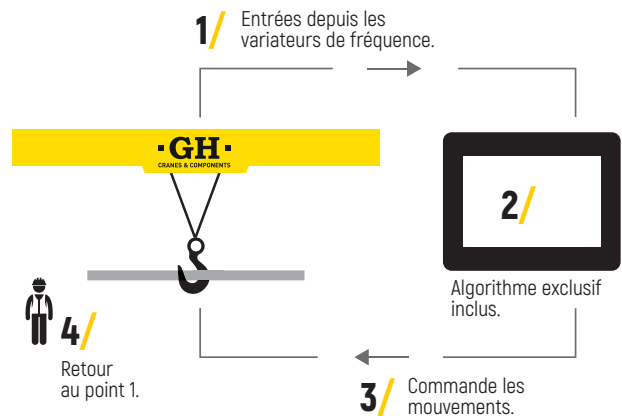 1/ Entrées depuis les
variateurs de fréquence.
·GH·
CRANES & COMPONENTS
2/
Algorithme exclusif
inclus.
3/ Commande les
mouvements.
4/
Retour
au point 1.